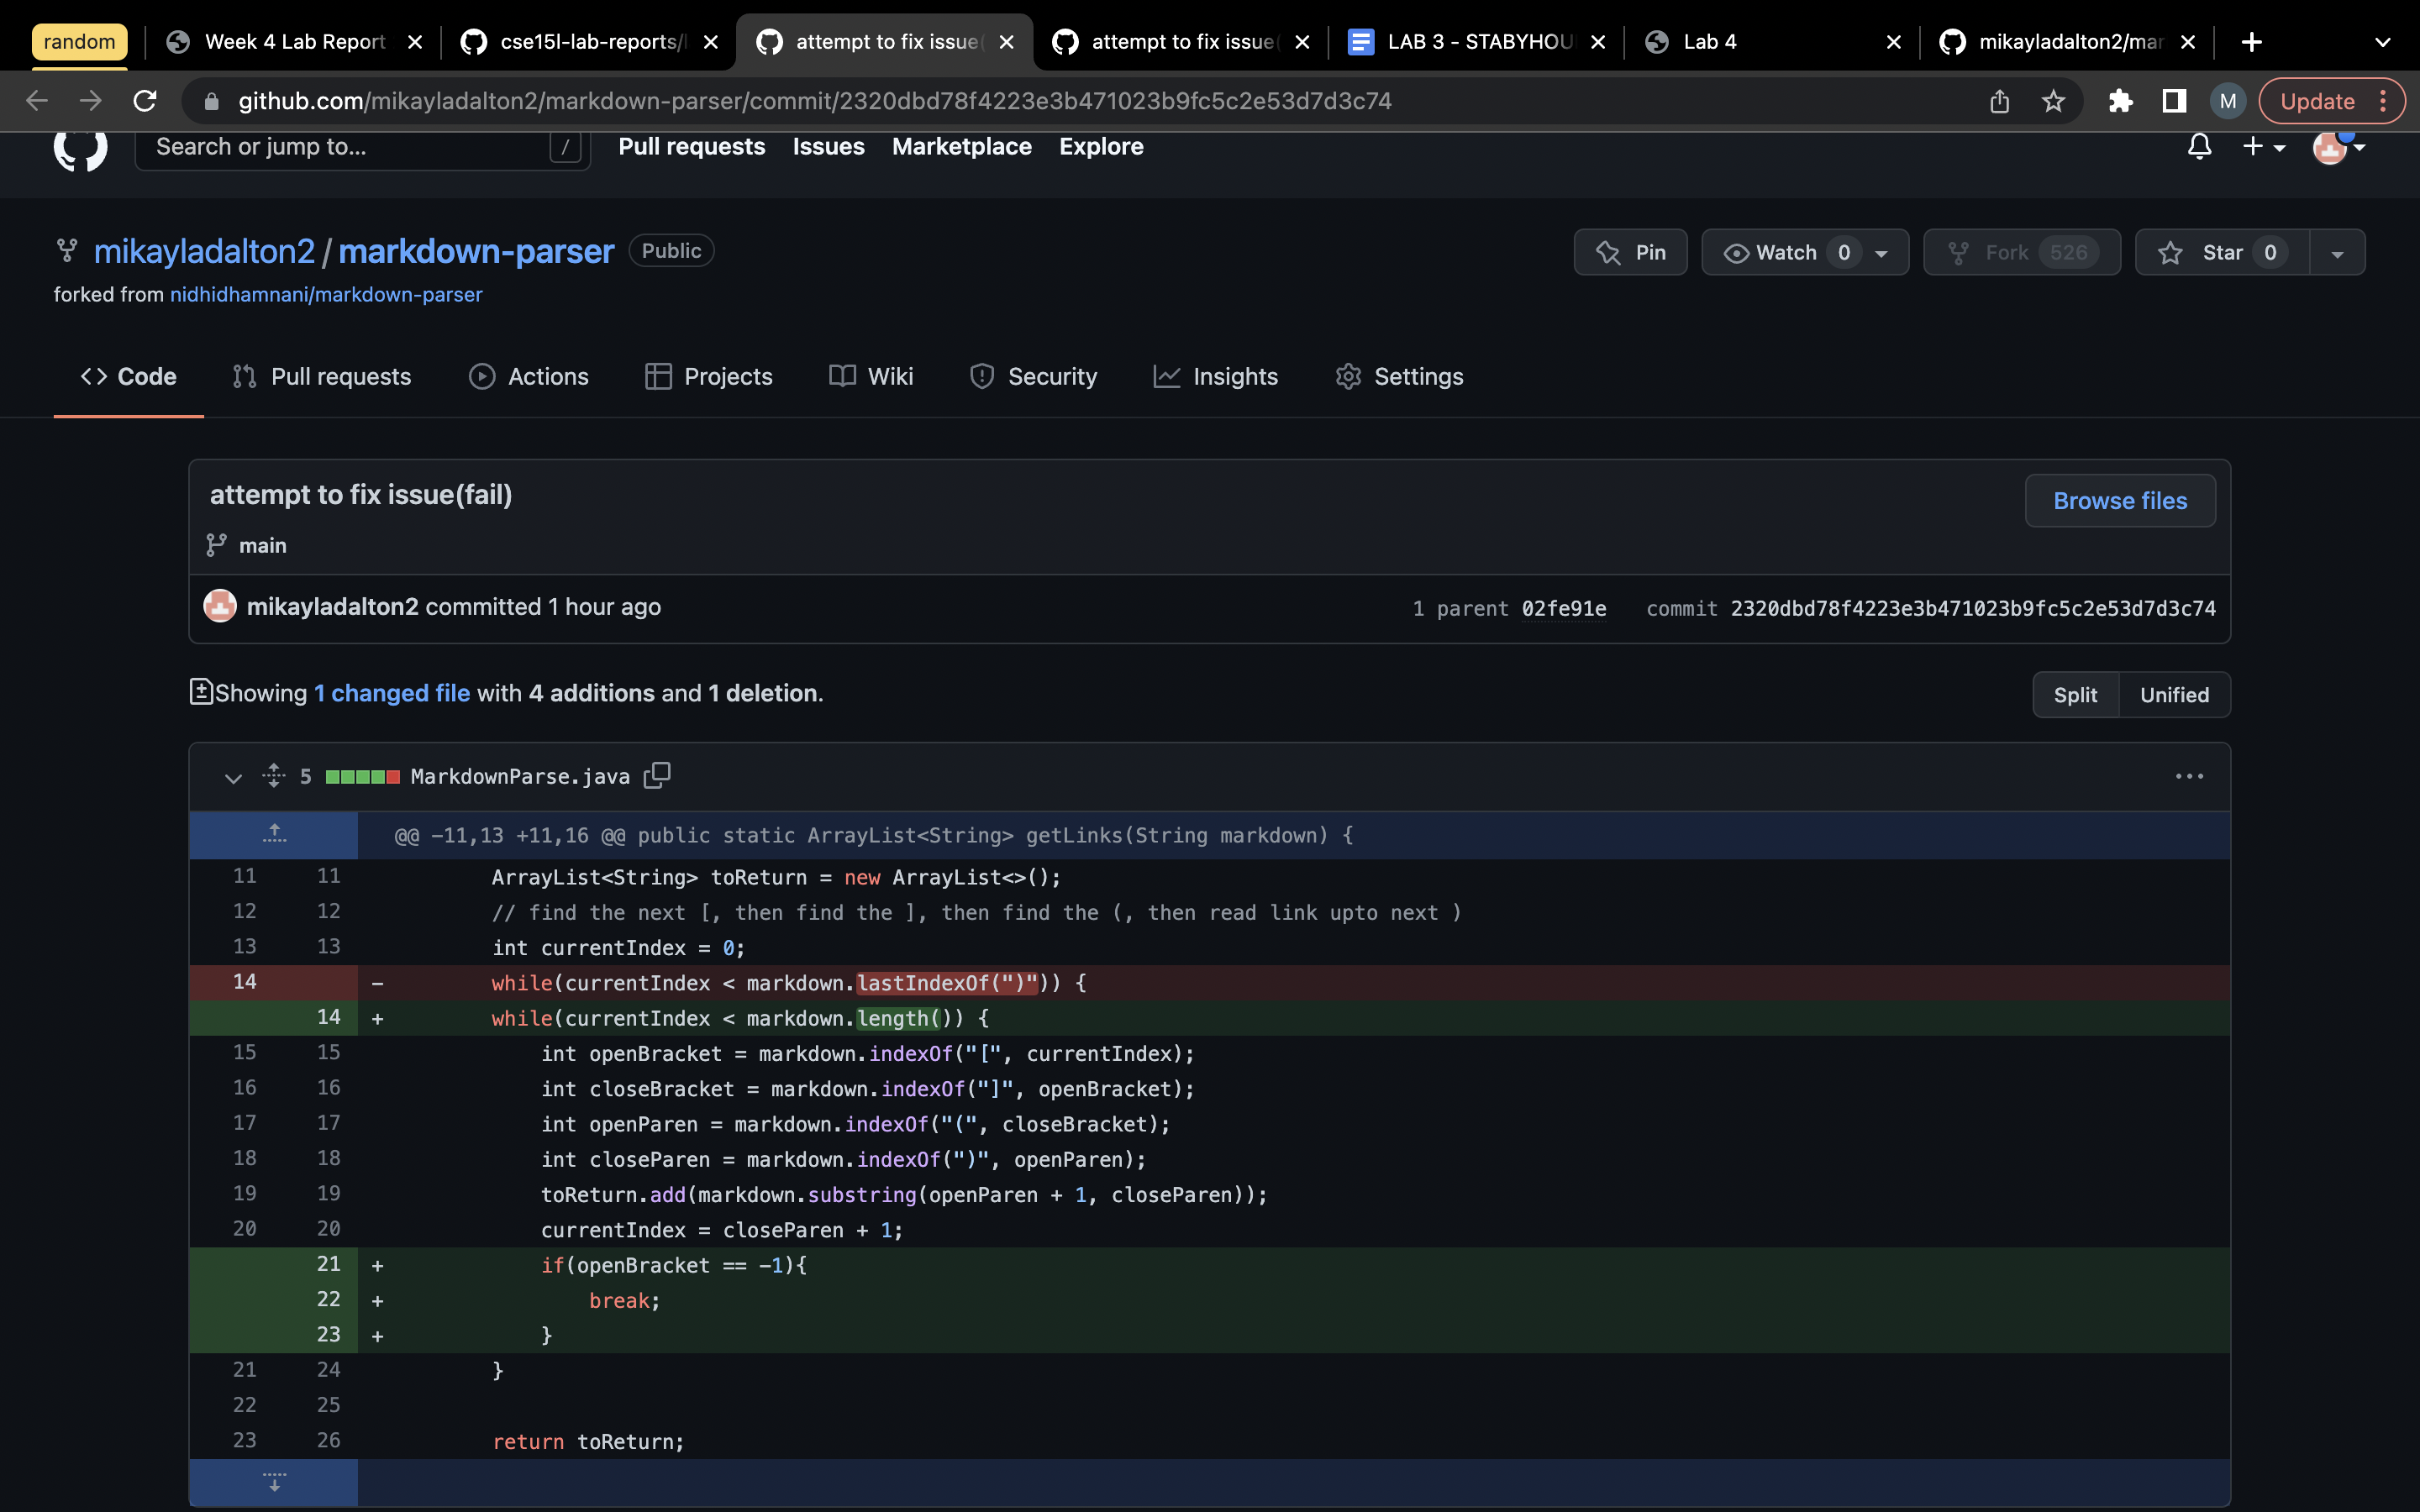 random
Week 4 Lab Report
cse15l-lab-reports/
attempt to fix issue(
attempt to fix issue(
LAB 3 - STABYHOU
Lab 4
mikayladalton2/mar
github.com/mikayladalton2/markdown-parser/commit/2320dbd78f4223e3b471023b9fc5c2e53d7d3c74
M
Update
Search or jump to...
/
Pull requests
Issues
Marketplace
Explore
mikayladalton2 / markdown-parser Public
Pin
Watch 0
Fork 526
Star 0
forked from nidhidhamnani/markdown-parser
<> Code
Pull requests
Actions
Projects
Wiki
Security
Insights
Settings
attempt to fix issue(fail)
Browse files
main
mikayladalton2 committed 1 hour ago
1 parent 02fe91e commit 2320dbd78f4223e3b471023b9fc5c2e53d7d3c74
Showing 1 changed file with 4 additions and 1 deletion.
Split Unified
5 MarkdownParse.java
@@ -11,13 +11,16 @@ public static ArrayList<String> getLinks(String markdown) {
11 11 ArrayList<String> toReturn = new ArrayList<>();
12 12 // find the next [, then find the ], then find the (, then read link upto next )
13 13 int currentIndex = 0;
14 - while(currentIndex < markdown.lastIndexOf(")")) {
14 + while(currentIndex < markdown.length()) {
15 15 int openBracket = markdown.indexOf("[", currentIndex);
16 16 int closeBracket = markdown.indexOf("]", openBracket);
17 17 int openParen = markdown.indexOf("(", closeBracket);
18 18 int closeParen = markdown.indexOf(")", openParen);
19 19 toReturn.add(markdown.substring(openParen + 1, closeParen));
20 20 currentIndex = closeParen + 1;
21 + if(openBracket == -1){
22 + break;
23 + }
21 24 }
22 25
23 26 return toReturn;